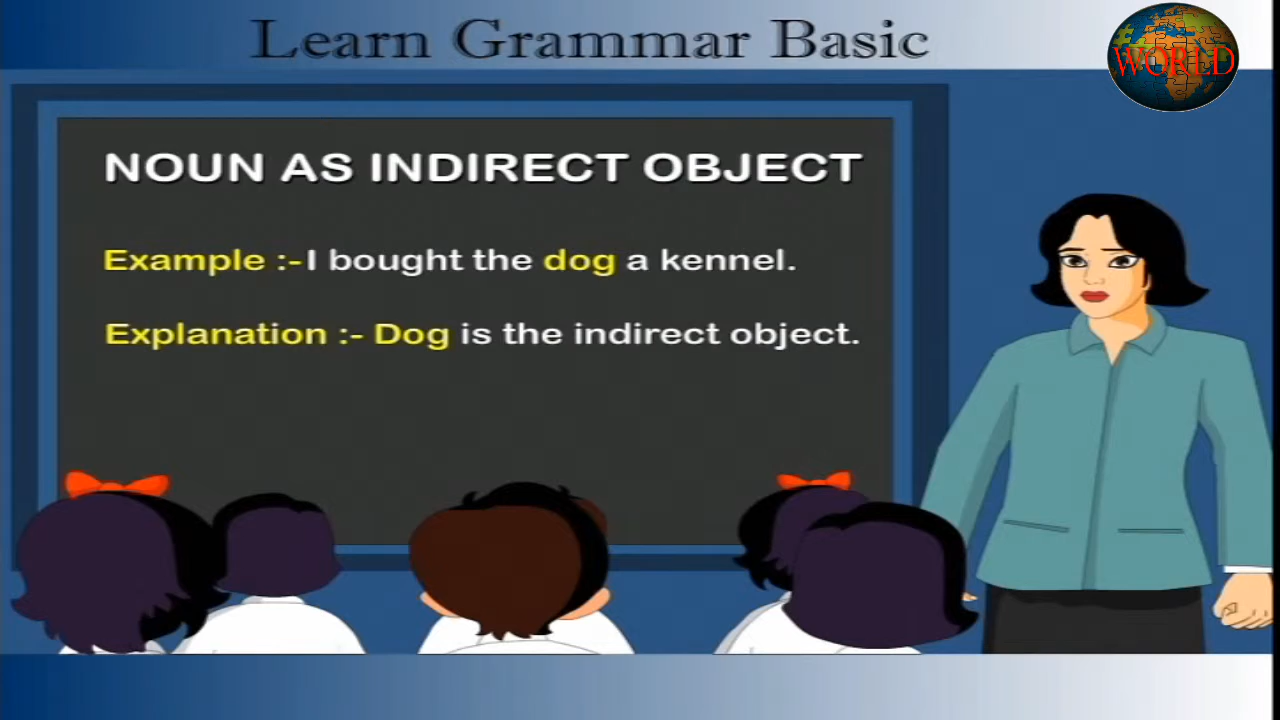 Learn Grammar Basic
WORLD
NOUN AS INDIRECT OBJECT
Example :-I bought the dog a kennel.
Explanation :- Dog is the indirect object.